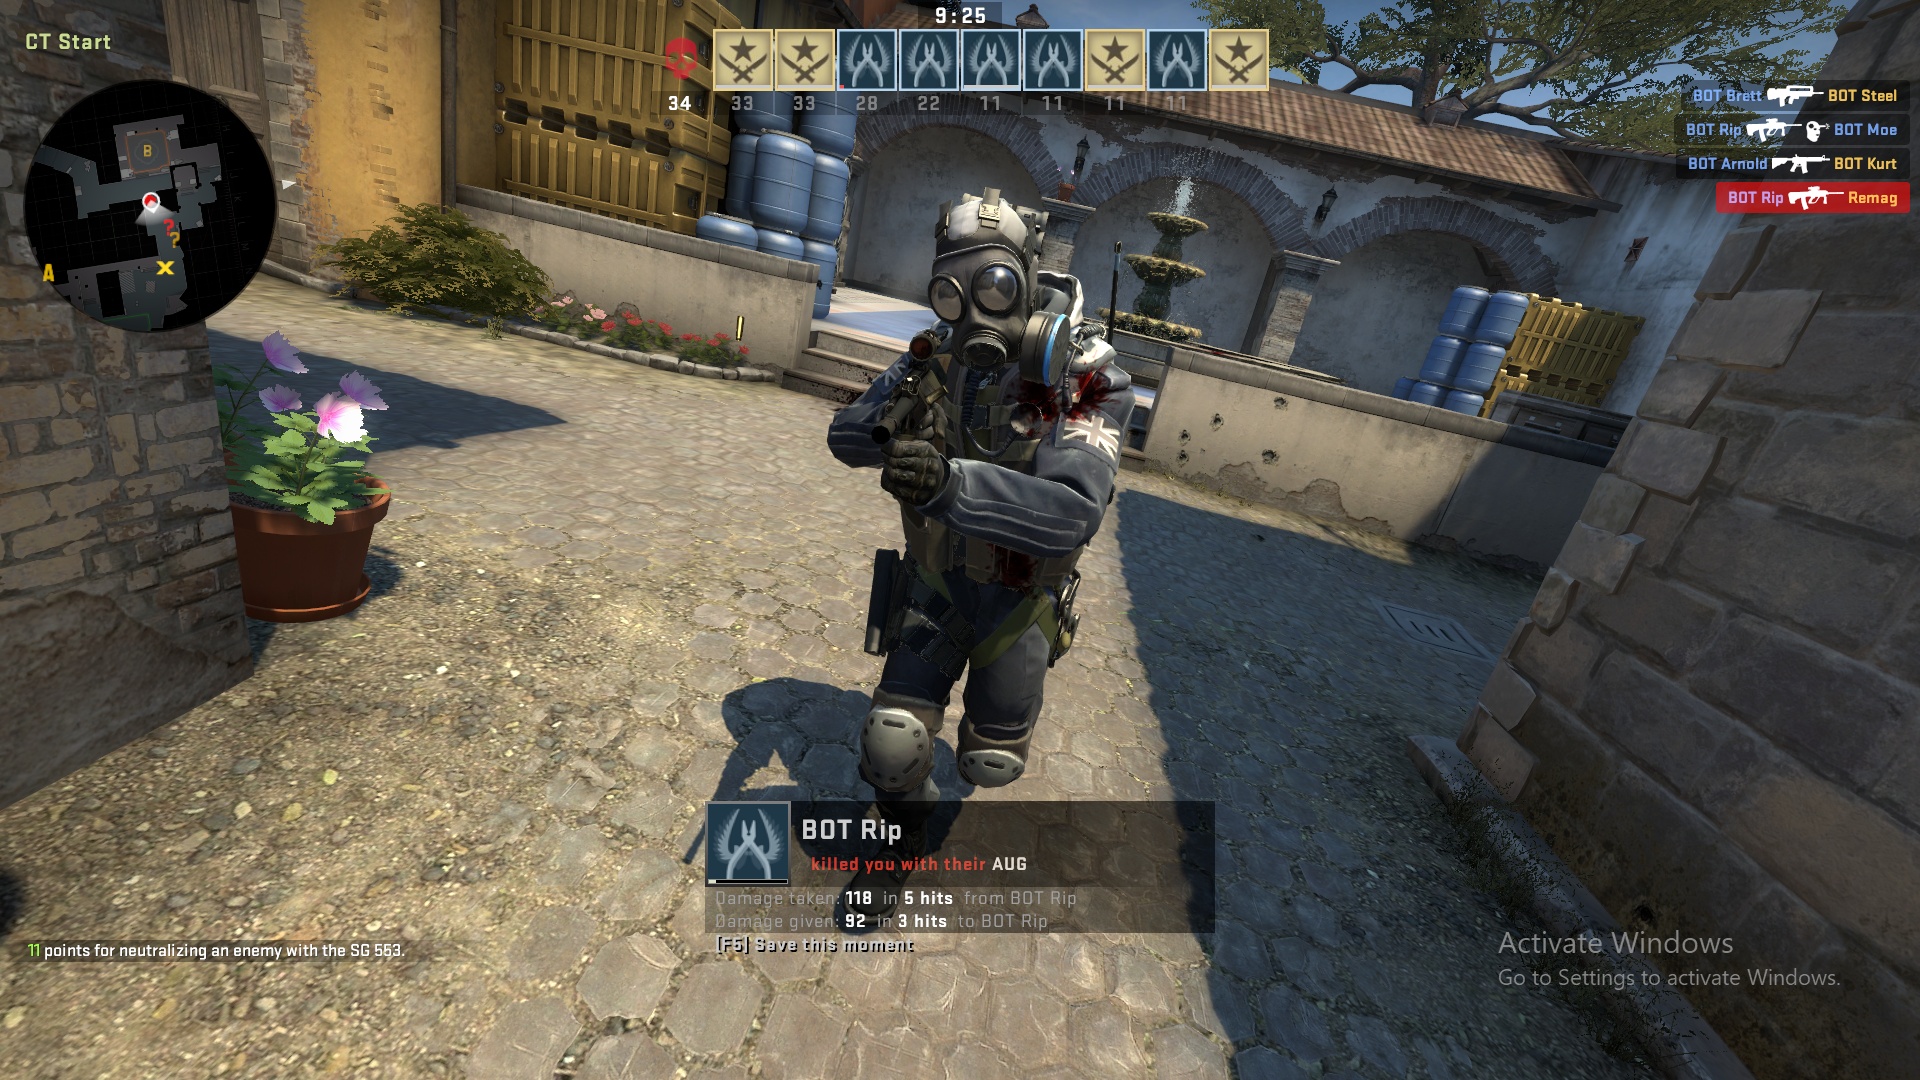 9:25
CT Start
34 33 33 28 22 11 11 11 11
B
A
BOT Brett BOT Steel
BOT Rip BOT Moe
BOT Arnold BOT Kurt
BOT Rip Remag
BOT Rip
killed you with their AUG
Damage taken: 118 in 5 hits from BOT Rip
Damage given: 92 in 3 hits to BOT Rip
[F5] Save this moment
11 points for neutralizing an enemy with the SG 553.
Activate Windows
Go to Settings to activate Windows.